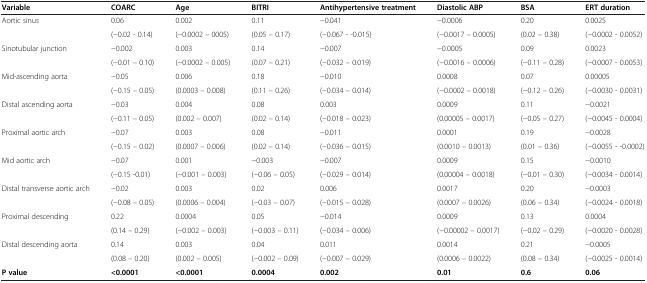 Variable COARC Age BITRI Antihypertensive treatment Diastolic ABP BSA ERT duration
Aortic sinus 0.06 0.002 0.11 −0.041 −0.0006 0.20 0.0025
(−0.02 - 0.14) (−0.0002 – 0005) (0.05 – 0.17) (−0.067 - -0.015) (−0.0017 – 0.0005) (0.02 – 0.38) (−0.0002 - 0.0052)
Sinotubular junction −0.002 0.003 0.14 −0.007 −0.0005 0.09 0.0023
(−0.01 – 0.10) (−0.0002 – 0.005) (0.07 – 0.21) (−0.032 – 0.019) (−0.0016 – 0.0006) (−0.11 – 0.28) (−0.0007 - 0.0053)
Mid-ascending aorta −0.05 0.006 0.18 −0.010 0.0008 0.07 0.00005
(−0.15 – 0.05) (0.0003 – 0.008) (0.11 – 0.26) (−0.034 – 0.014) (−0.0002 – 0.0018) (−0.12 – 0.26) (−0.0030 - 0.0031)
Distal ascending aorta −0.03 0.004 0.08 0.003 0.0009 0.11 −0.0021
(−0.11 – 0.05) (0.002 – 0.007) (0.02 – 0.14) (−0.018 – 0.023) (0.00005 – 0.0017) (−0.05 – 0.27) (−0.0045 - 0.0004)
Proximal aortic arch −0.07 0.003 0.08 −0.011 0.0001 0.19 −0.0028
(−0.15 – 0.02) (0.0007 – 0.006) (0.02 – 0.14) (−0.036 – 0.015) (0.0010 – 0.0013) (0.01 – 0.36) (−0.0055 - -0.0002)
Mid aortic arch −0.07 0.001 −0.003 −0.007 0.0009 0.15 −0.0010
(−0.15 -0.01) (−0.001 – 0.003) (−0.06 – 0.05) (−0.029 – 0.014) (0.00004 – 0.0018) (−0.01 – 0.30) (−0.0034 - 0.0014)
Distal transverse aortic arch −0.02 0.003 0.02 0.006 0.0017 0.20 −0.0003
(−0.08 – 0.05) (0.0006 – 0.004) (−0.03 – 0.07) (−0.015 – 0.028) (0.0007 – 0.0026) (0.06 – 0.34) (−0.0024 - 0.0018)
Proximal descending 0.22 0.0004 0.05 −0.014 0.0009 0.13 0.0004
(0.14 – 0.29) (−0.002 – 0.003) (−0.003 – 0.11) (−0.034 – 0.006) (−0.00002 – 0.0017) (−0.02 – 0.29) (−0.0020 - 0.0028)
Distal descending aorta 0.14 0.003 0.04 0.011 0.0014 0.21 −0.0005
(0.08 – 0.20) (0.002 – 0.005) (−0.002 – 0.09) (−0.007 – 0.029) (0.0006 – 0.0022) (0.08 – 0.34) (−0.0025 - 0.0014)
P value <0.0001 <0.0001 0.0004 0.002 0.01 0.6 0.06